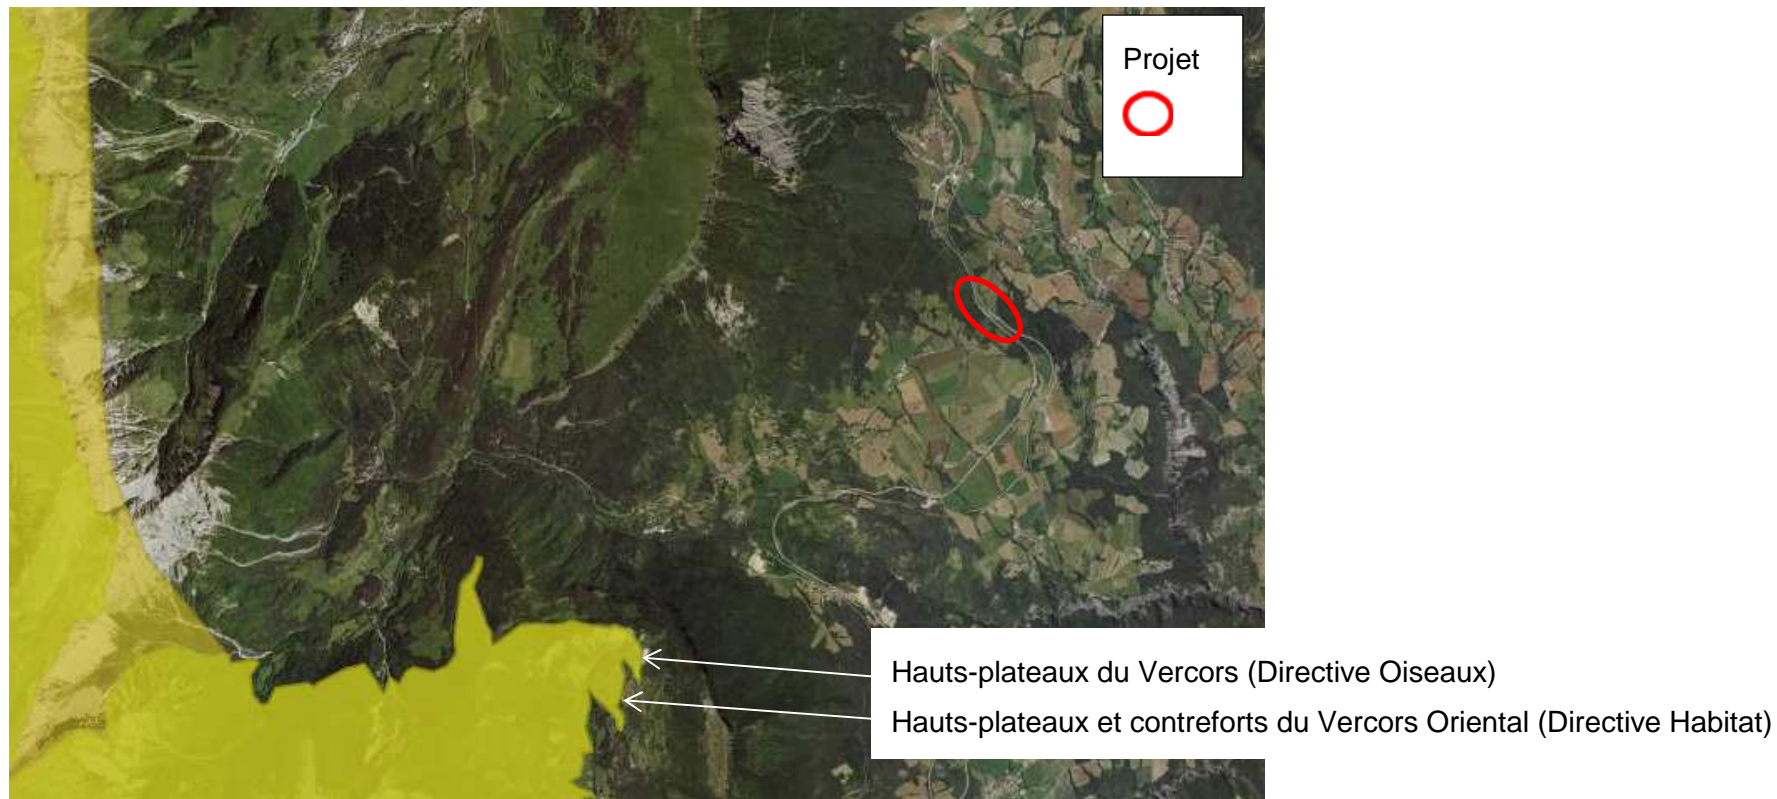 Projet
Hauts-plateaux du Vercors (Directive Oiseaux)
Hauts-plateaux et contreforts du Vercors Oriental (Directive Habitat)